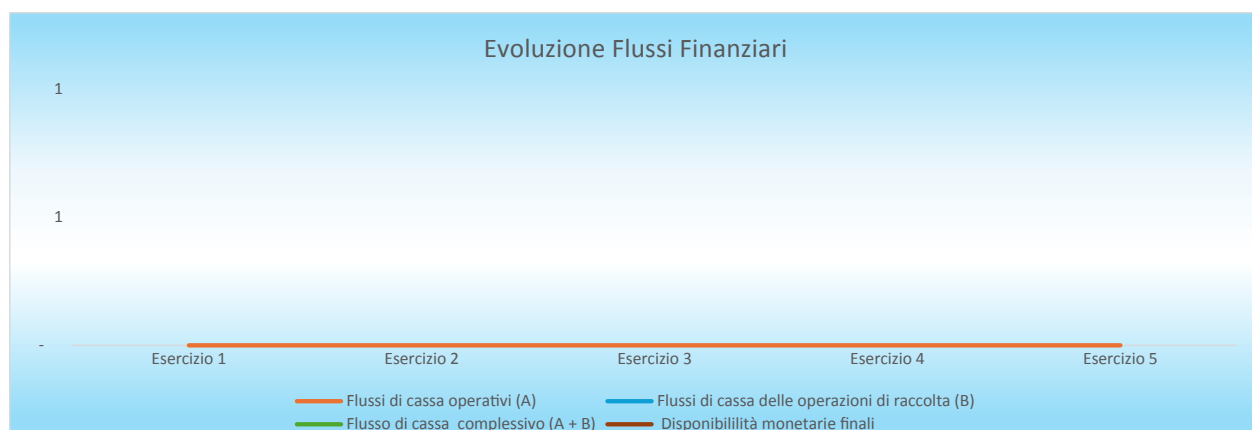 Evoluzione Flussi Finanziari
1
1
-
Esercizio 1 Esercizio 2 Esercizio 3 Esercizio 4 Esercizio 5
Flussi di cassa operativi (A) Flussi di cassa delle operazioni di raccolta (B)
Flusso di cassa  complessivo (A + B) Disponibililità monetarie finali